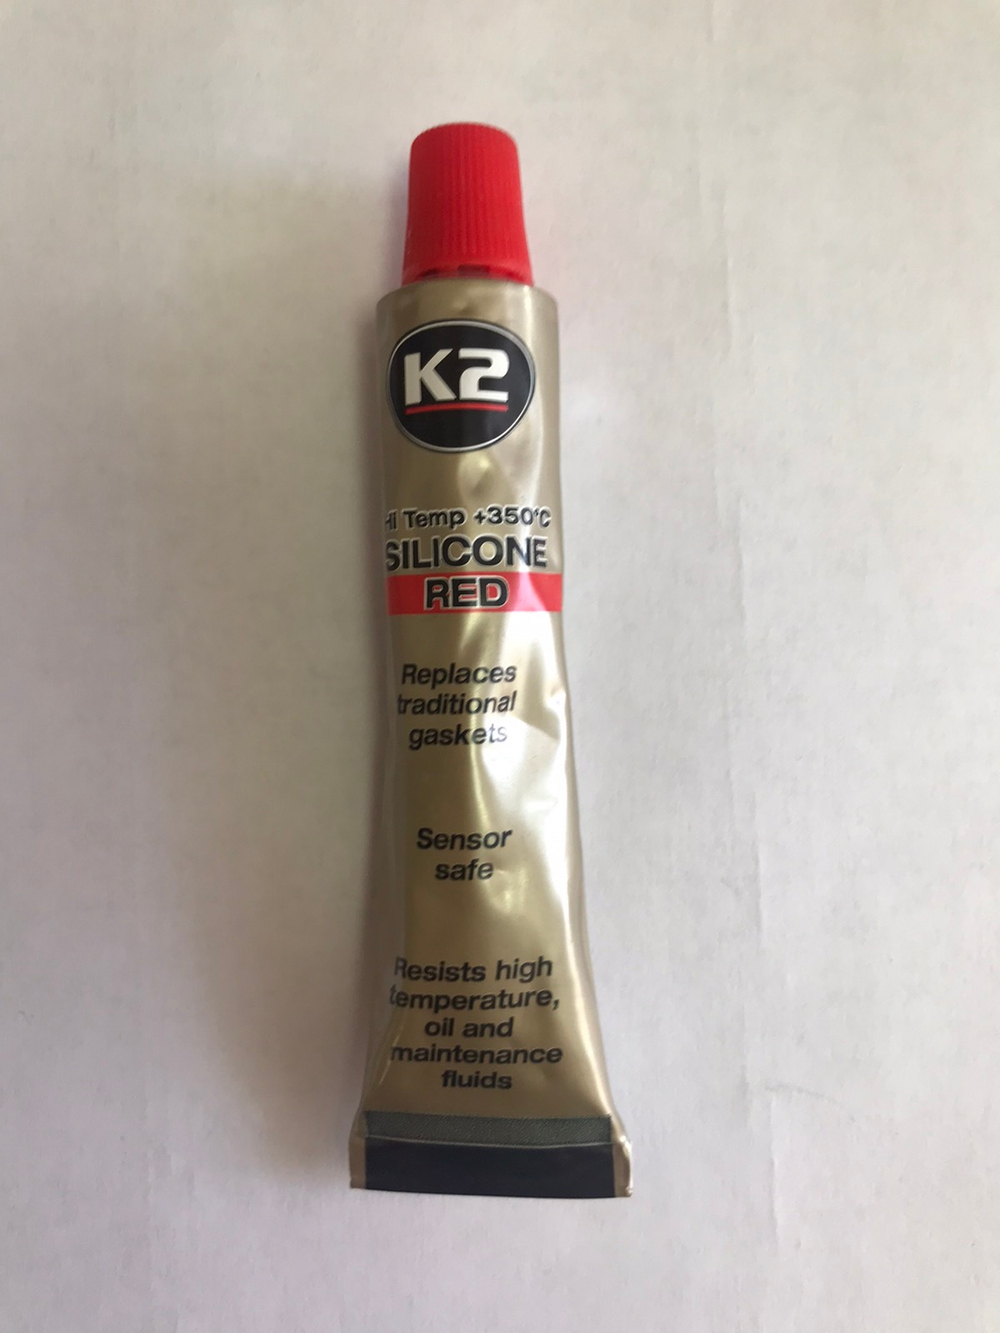 K2
Hi Temp +350°C
SILICONE
RED
Replaces
traditional
gaskets
Sensor
safe
Resists high
temperature,
oil and
maintenance
fluids